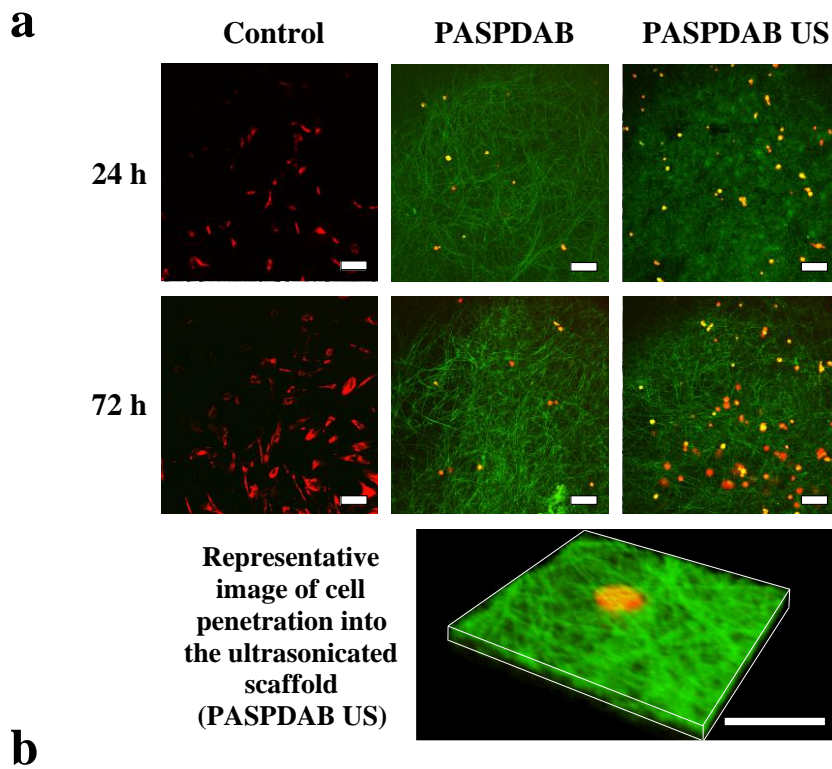 a
Control PASPDAB PASPDAB US
24 h
72 h
Representative
image of cell
penetration into
the ultrasonicated
scaffold
(PASPDAB US)
b